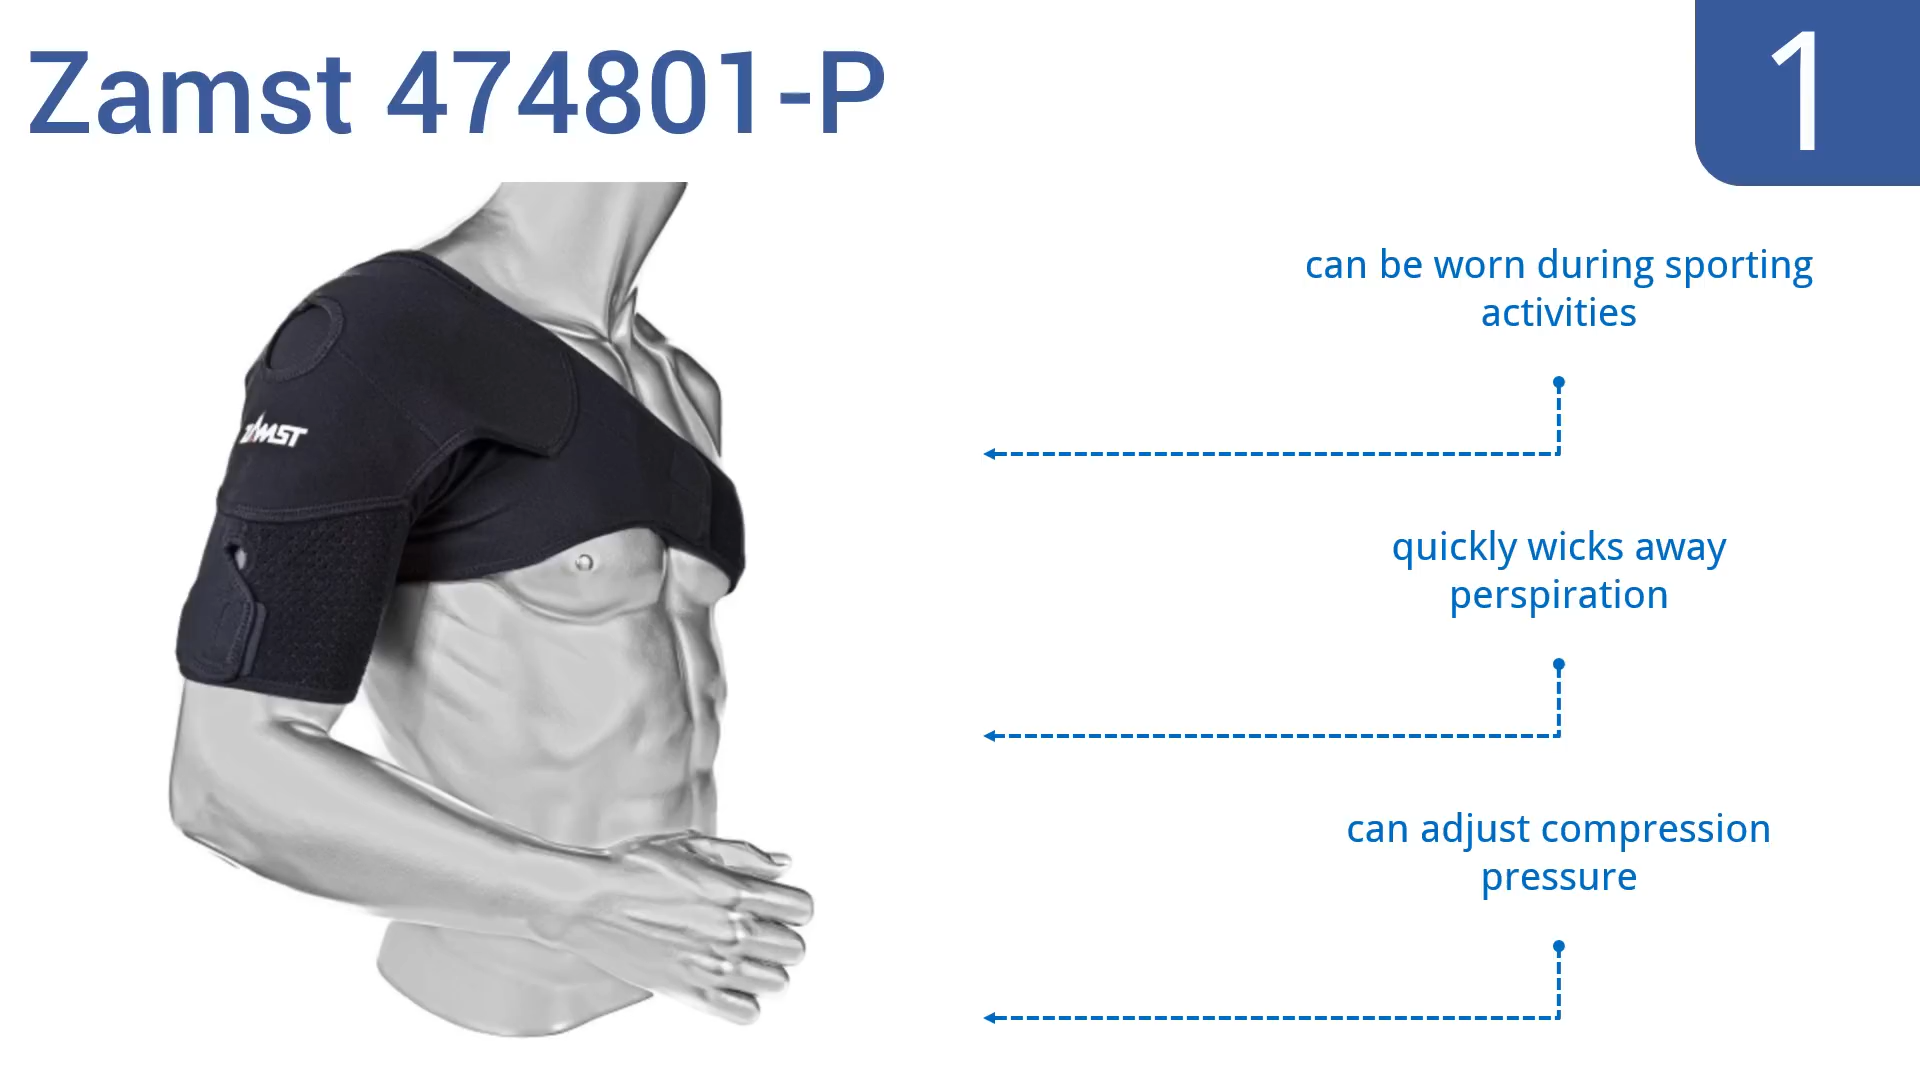 Zamst 474801-P
1
can be worn during sporting
activities
ZAMST
quickly wicks away
perspiration
can adjust compression
pressure